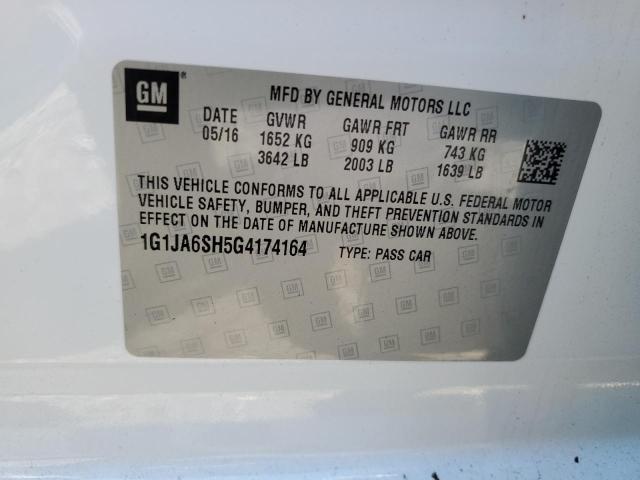 GM
MFD BY GENERAL MOTORS LLC
DATE GVWR GAWR FRT GAWR RR
05/16 1652 KG 909 KG 743 KG
3642 LB 2003 LB 1639 LB
THIS VEHICLE CONFORMS TO ALL APPLICABLE U.S. FEDERAL MOTOR
VEHICLE SAFETY, BUMPER, AND THEFT PREVENTION STANDARDS IN
EFFECT ON THE DATE OF MANUFACTURE SHOWN ABOVE.
1G1JA6SH5G4174164 TYPE: PASS CAR